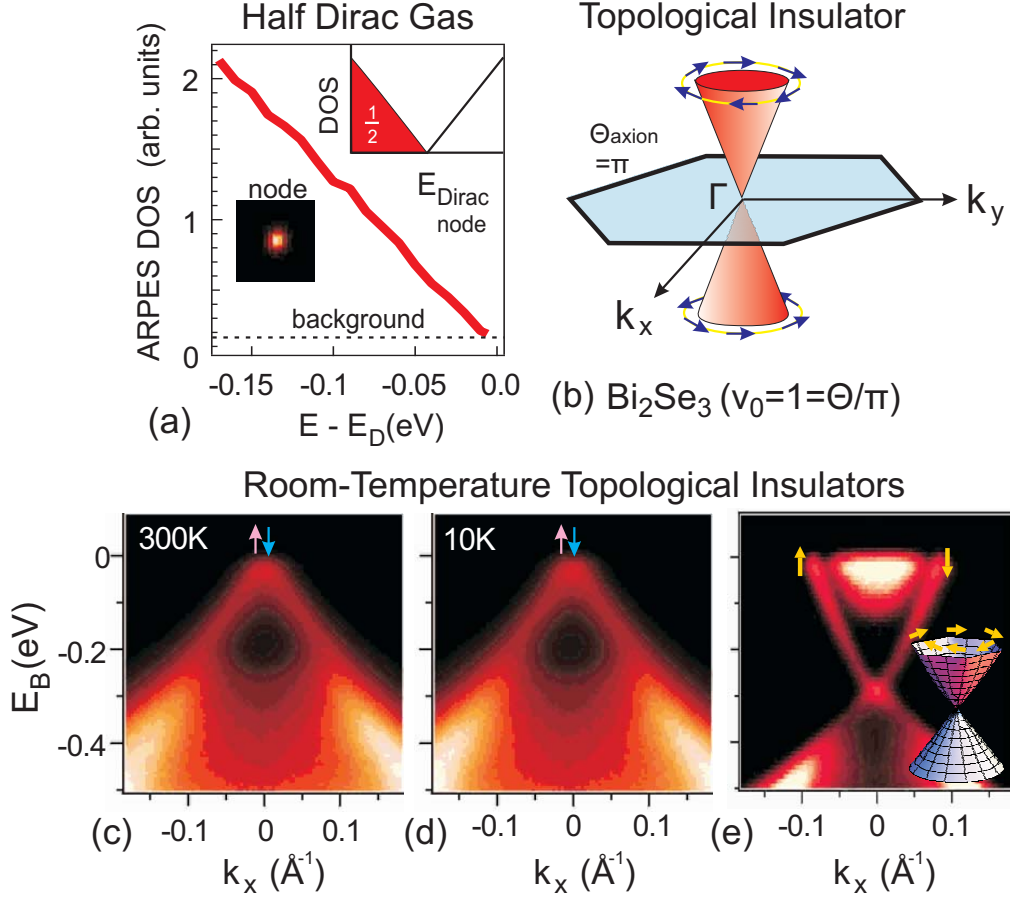 Half Dirac Gas
Topological Insulator
ARPES DOS (arb. units)
2
1
0
DOS
1/2
E_Dirac
node
node
background
-0.15
-0.1
-0.05
0.0
E - E_D(eV)
(a)
Θ_axion
=π
Γ
k_y
k_x
(b) Bi₂Se₃ (ν₀=1=Θ/π)
Room-Temperature Topological Insulators
E_B(eV)
0
-0.2
-0.4
300K
10K
(c)
-0.1
0
0.1
k_x (Å⁻¹)
(d)
-0.1
0
0.1
k_x (Å⁻¹)
(e)
-0.1
0
0.1
k_x (Å⁻¹)